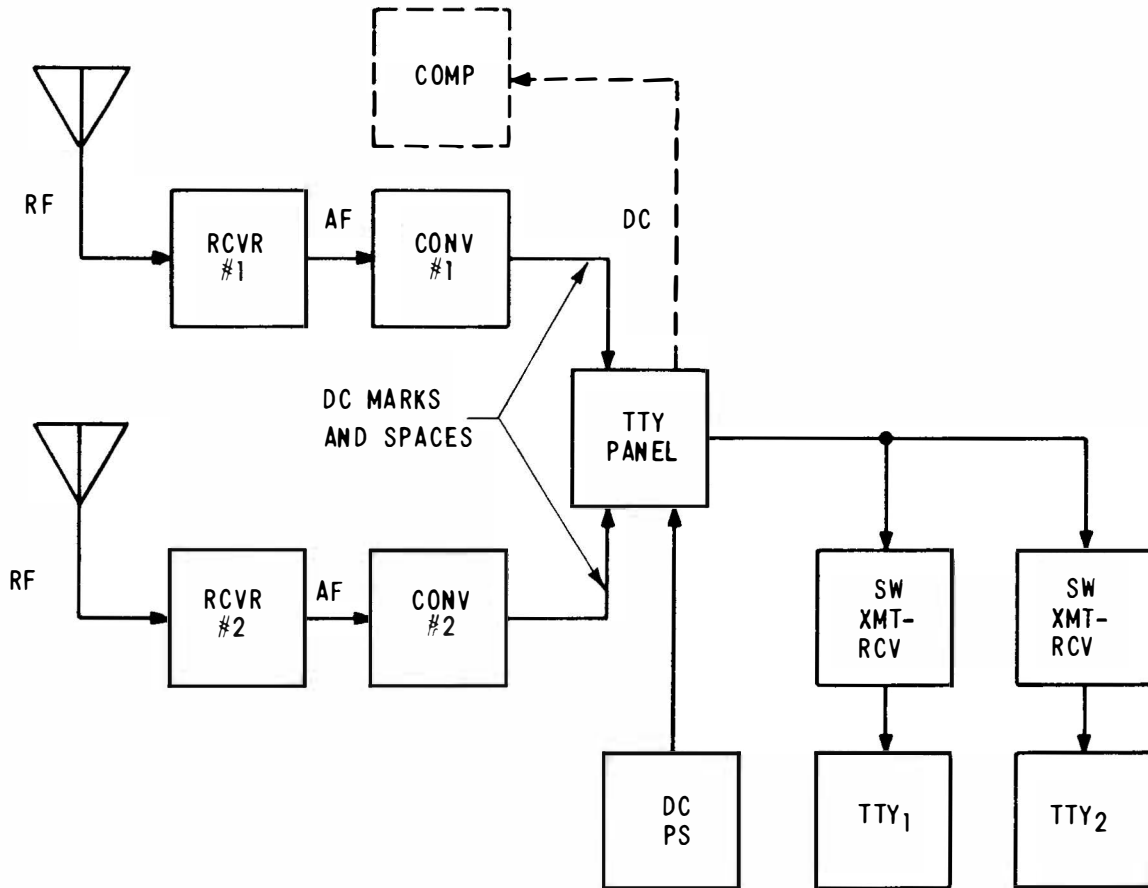 COMP
RF
AF
DC
RCVR
#1
CONV
#1
DC MARKS
AND SPACES
TTY
PANEL
RF
AF
RCVR
#2
CONV
#2
SW
XMT-
RCV
SW
XMT-
RCV
DC
PS
TTY1
TTY2